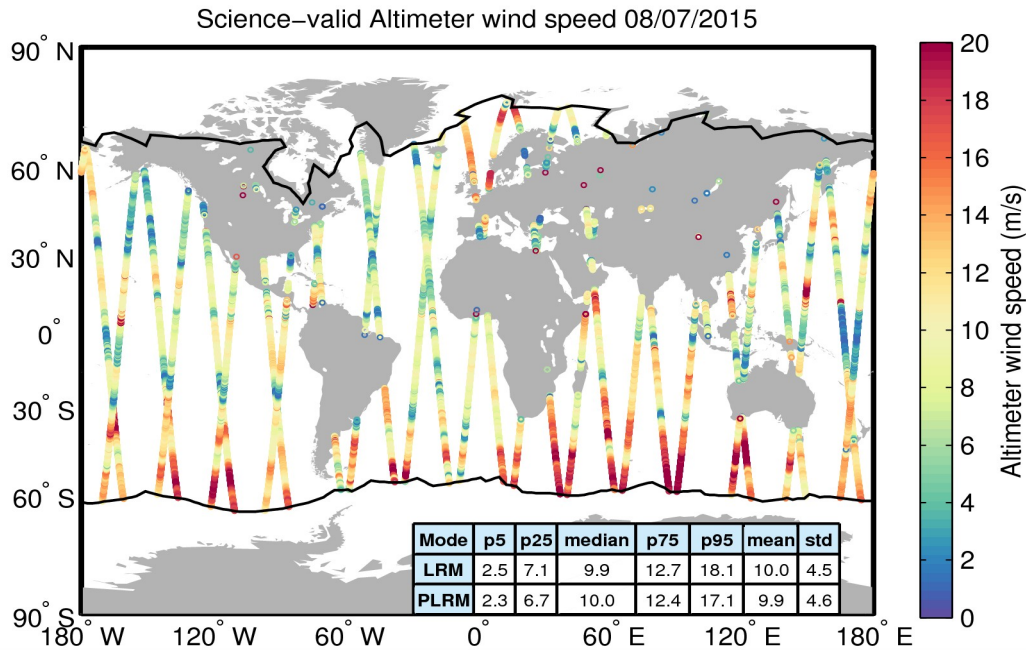 Science−valid Altimeter wind speed 08/07/2015
90° N
60° N
30° N
0°
30° S
60° S
90° S
180° W
120° W
60° W
0°
60° E
120° E
180° E
Mode p5 p25 median p75 p95 mean std
LRM 2.5 7.1 9.9 12.7 18.1 10.0 4.5
PLRM 2.3 6.7 10.0 12.4 17.1 9.9 4.6
20
18
16
14
12
10
8
6
4
2
0
Altimeter wind speed (m/s)